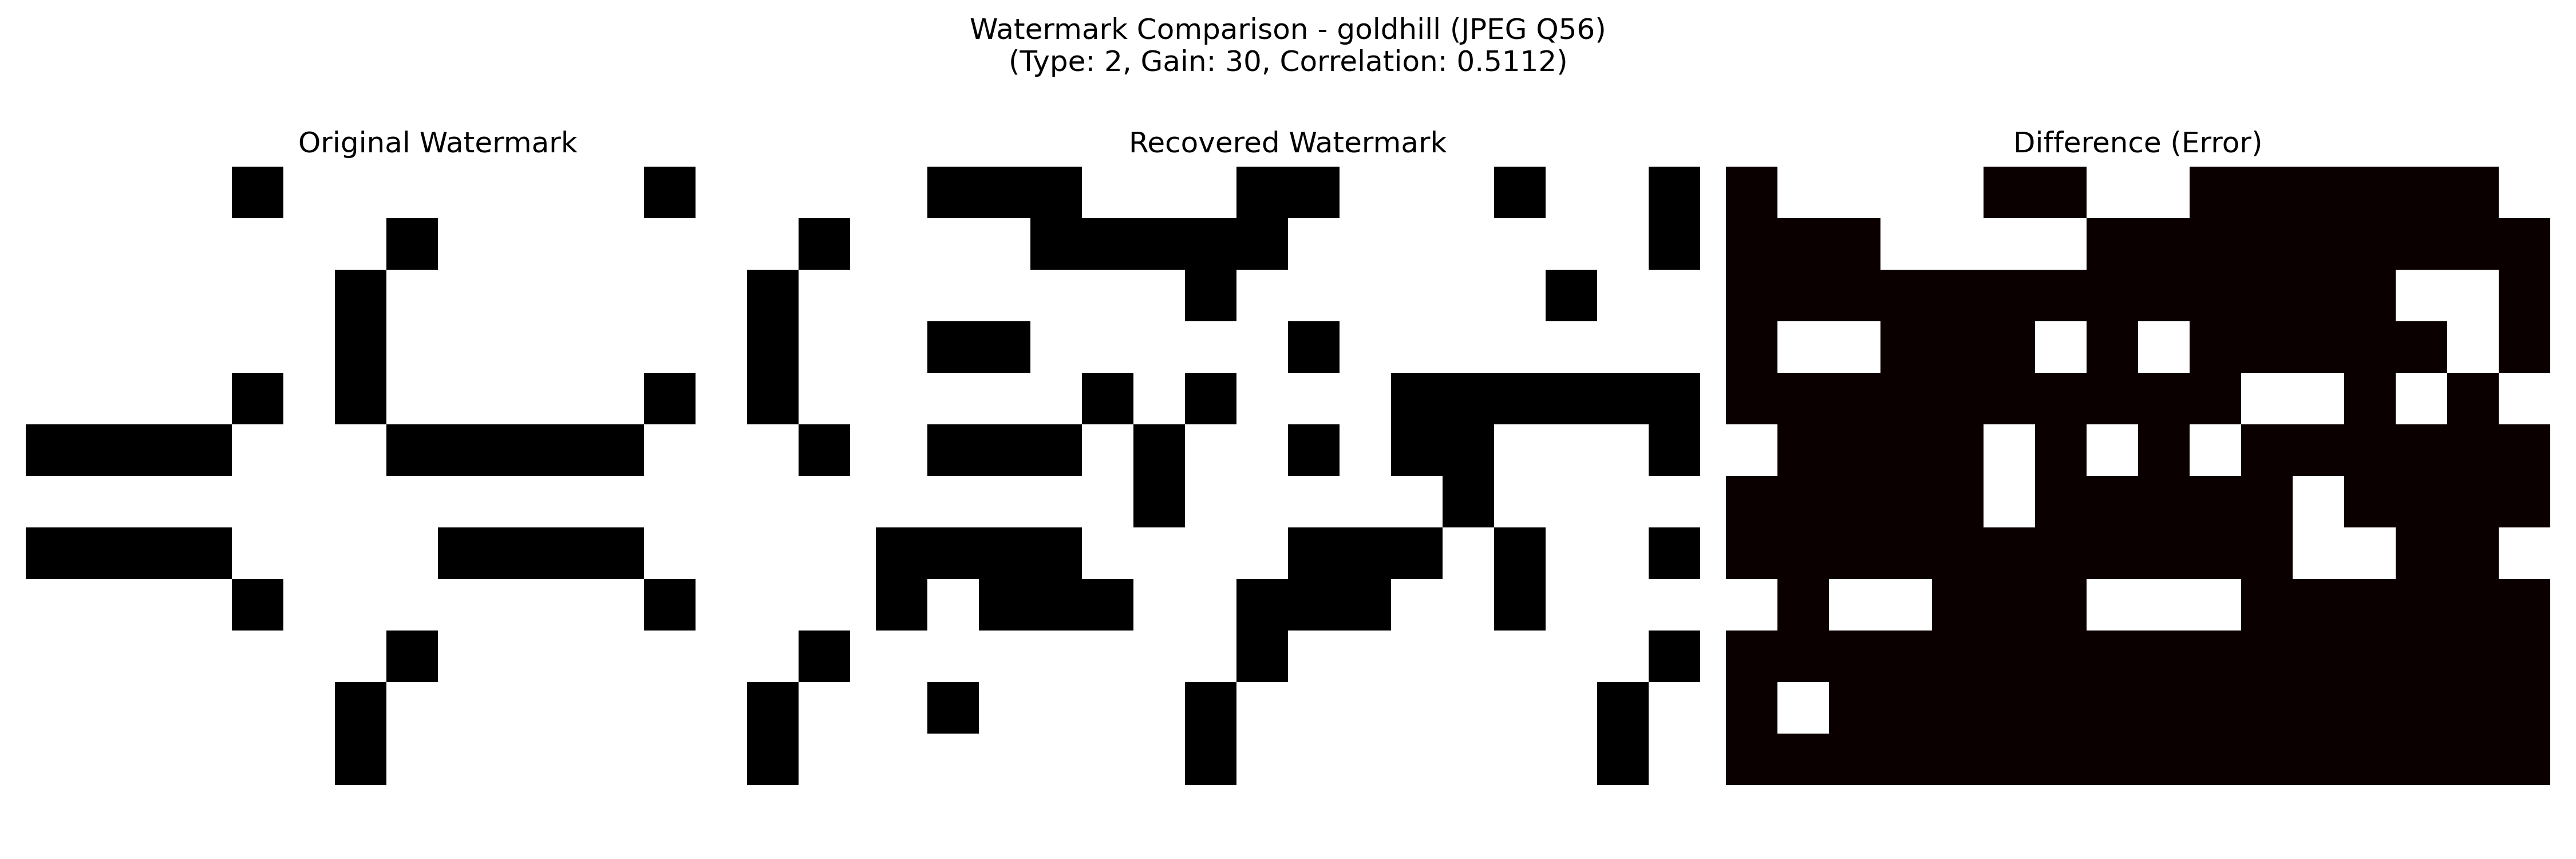 Watermark Comparison - goldhill (JPEG Q56)
(Type: 2, Gain: 30, Correlation: 0.5112)
Original Watermark
Recovered Watermark
Difference (Error)